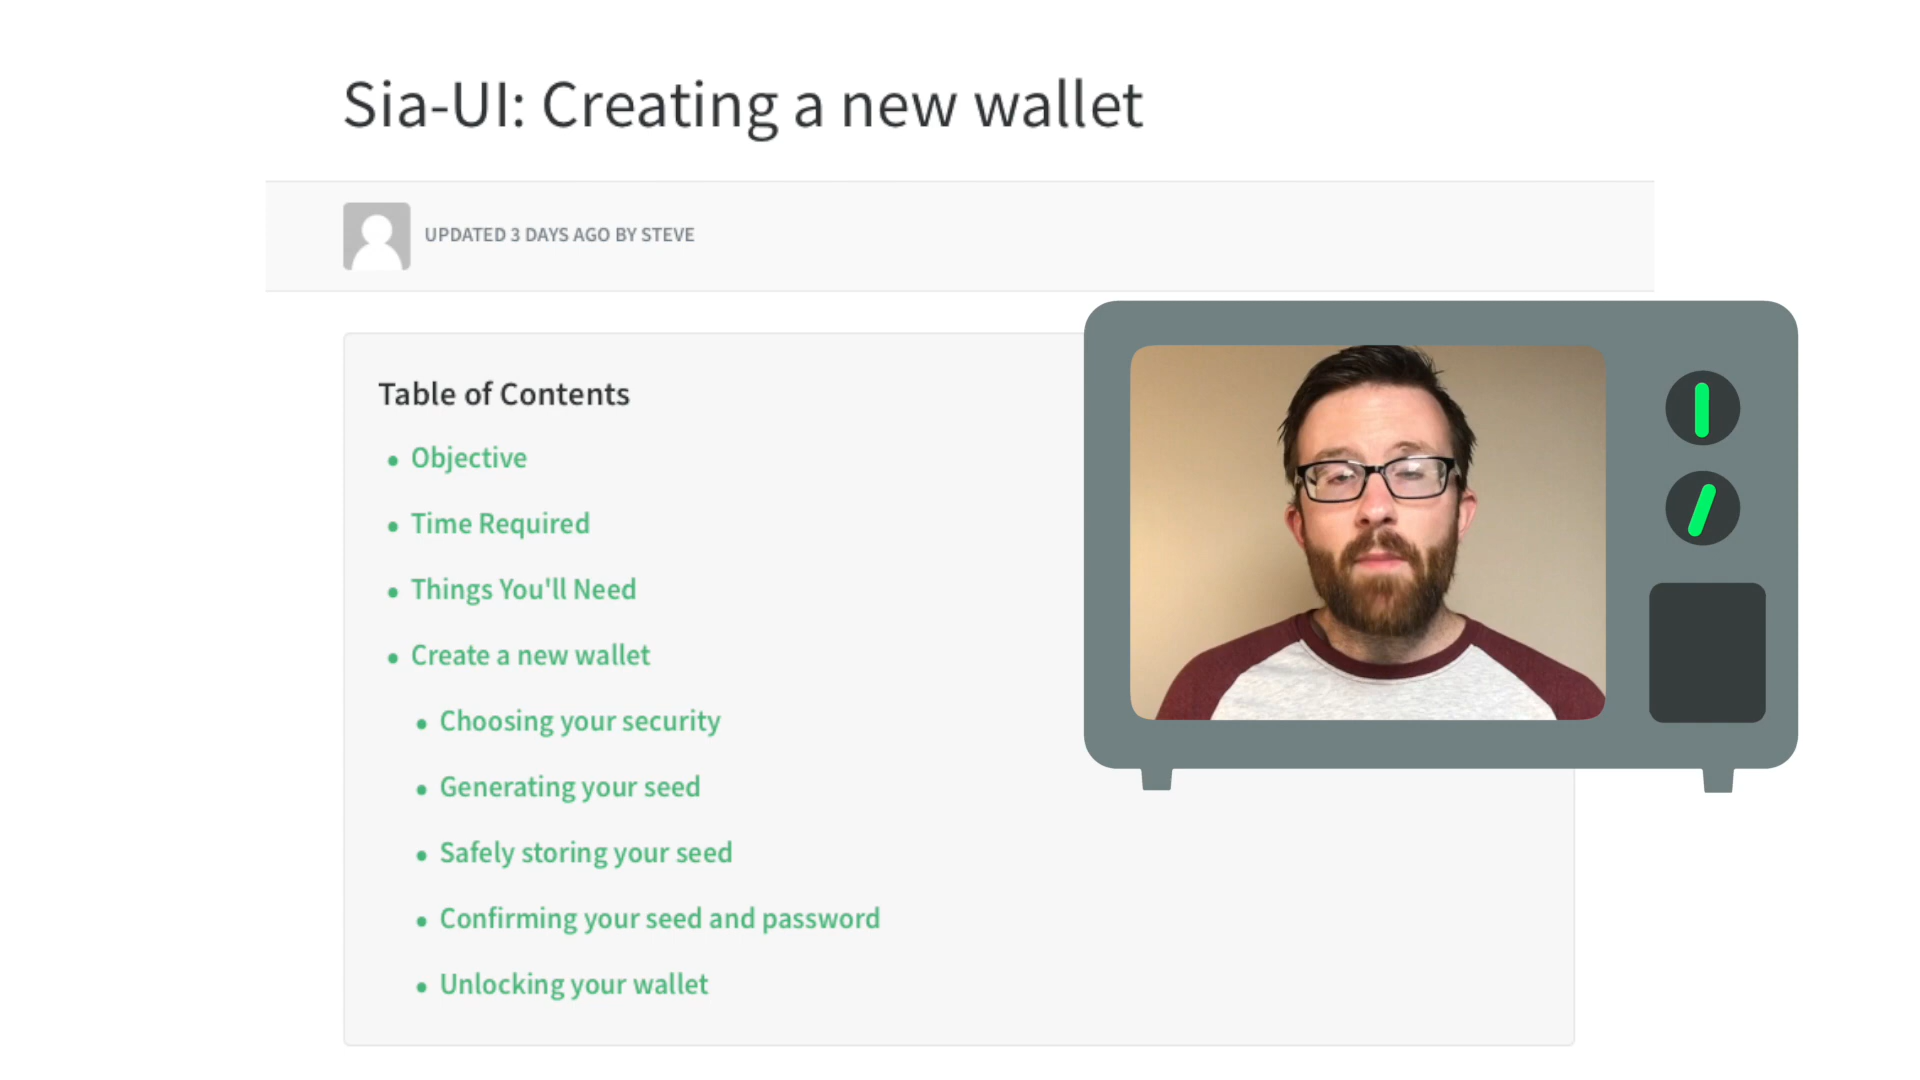 Sia-UI: Creating a new wallet
UPDATED 3 DAYS AGO BY STEVE
Table of Contents
Objective
Time Required
Things You'll Need
Create a new wallet
Choosing your security
Generating your seed
Safely storing your seed
Confirming your seed and password
Unlocking your wallet